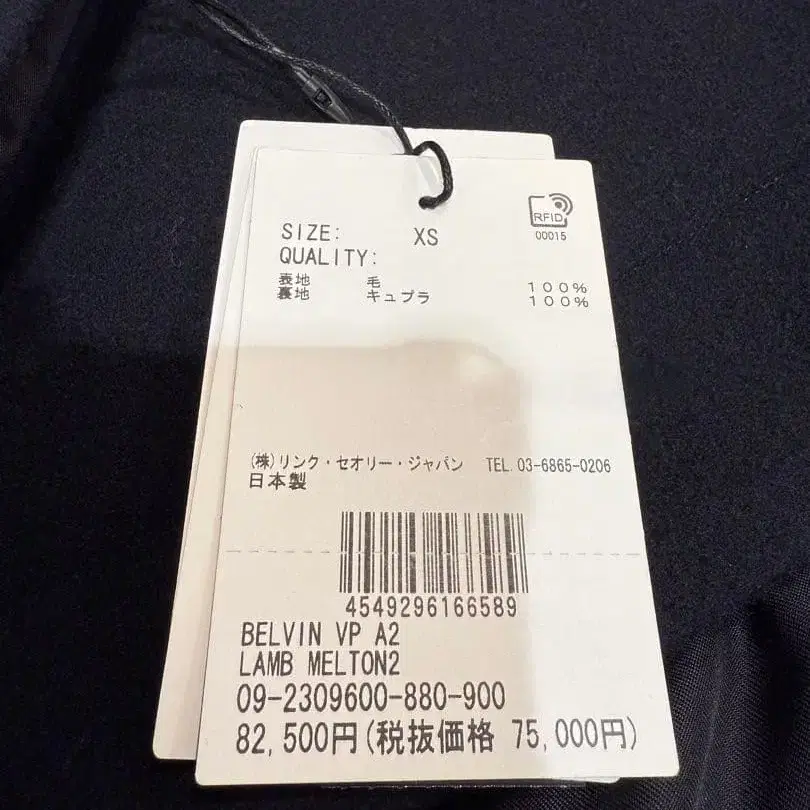 RFID
00015
SIZE: XS
QUALITY:
表地 毛 100%
裏地 キュプラ 100%
(株)リンク・セオリー・ジャパン TEL.03-6865-0206
日本製
4549296166589
BELVIN VP A2
LAMB MELTON2
09-2309600-880-900
82,500円(税抜価格 75,000円)